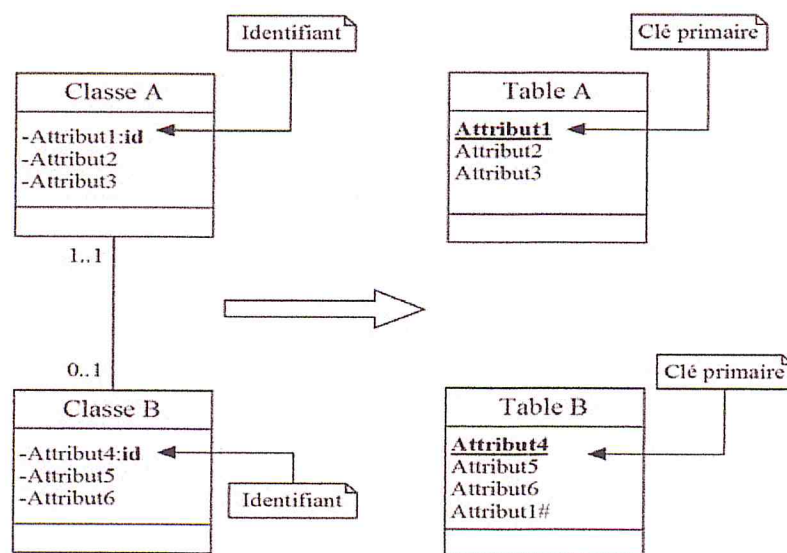 Identifiant
Classe A
-Attribut1:id
-Attribut2
-Attribut3
1..1
0..1
Classe B
-Attribut4:id
-Attribut5
-Attribut6
Identifiant
Clé primaire
Table A
Attribut1
Attribut2
Attribut3
Clé primaire
Table B
Attribut4
Attribut5
Attribut6
Attribut1#